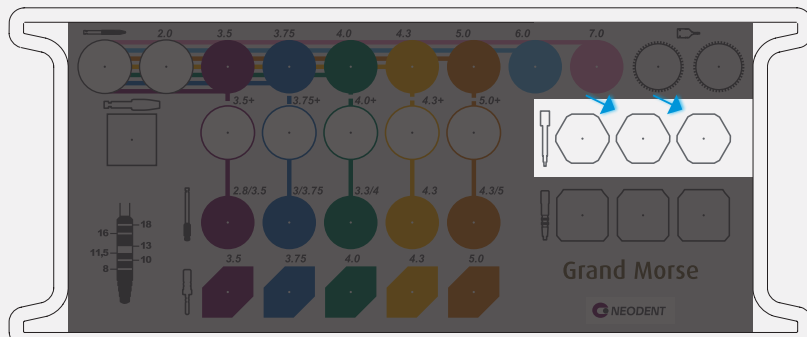 2.0 3.5 3.75 4.0 4.3 5.0 6.0 7.0
3.5+ 3.75+ 4.0+ 4.3+ 5.0+
2.8/3.5 3/3.75 3.3/4 4.3 4.3/5
18
16
13
11,5
10
8
3.5 3.75 4.0 4.3 5.0
Grand Morse
NEODENT